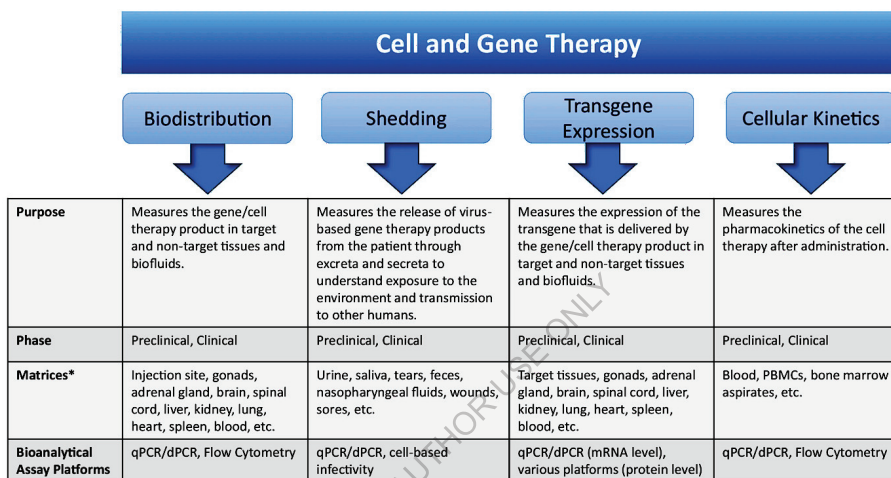 Cell and Gene Therapy
Biodistribution
Shedding
Transgene
Expression
Cellular Kinetics
Purpose
Measures the gene/cell
therapy product in target
and non-target tissues and
biofluids.
Measures the release of virus-
based gene therapy products
from the patient through
excreta and secreta to
understand exposure to the
environment and transmission
to other humans.
Measures the expression of the
transgene that is delivered by
the gene/cell therapy product in
target and non-target tissues
and biofluids.
Measures the
pharmacokinetics of the cell
therapy after administration.
Phase
Preclinical, Clinical
Preclinical, Clinical
Preclinical, Clinical
Preclinical, Clinical
Matrices*
Injection site, gonads,
adrenal gland, brain, spinal
cord, liver, kidney, lung,
heart, spleen, blood, etc.
Urine, saliva, tears, feces,
nasopharyngeal fluids, wounds,
sores, etc.
Target tissues, gonads, adrenal
gland, brain, spinal cord, liver,
kidney, lung, heart, spleen,
blood, etc.
Blood, PBMCs, bone marrow
aspirates, etc.
Bioanalytical
Assay Platforms
qPCR/dPCR, Flow Cytometry
qPCR/dPCR, cell-based
infectivity
qPCR/dPCR (mRNA level),
various platforms (protein level)
qPCR/dPCR, Flow Cytometry
AUTHOR USE ONLY